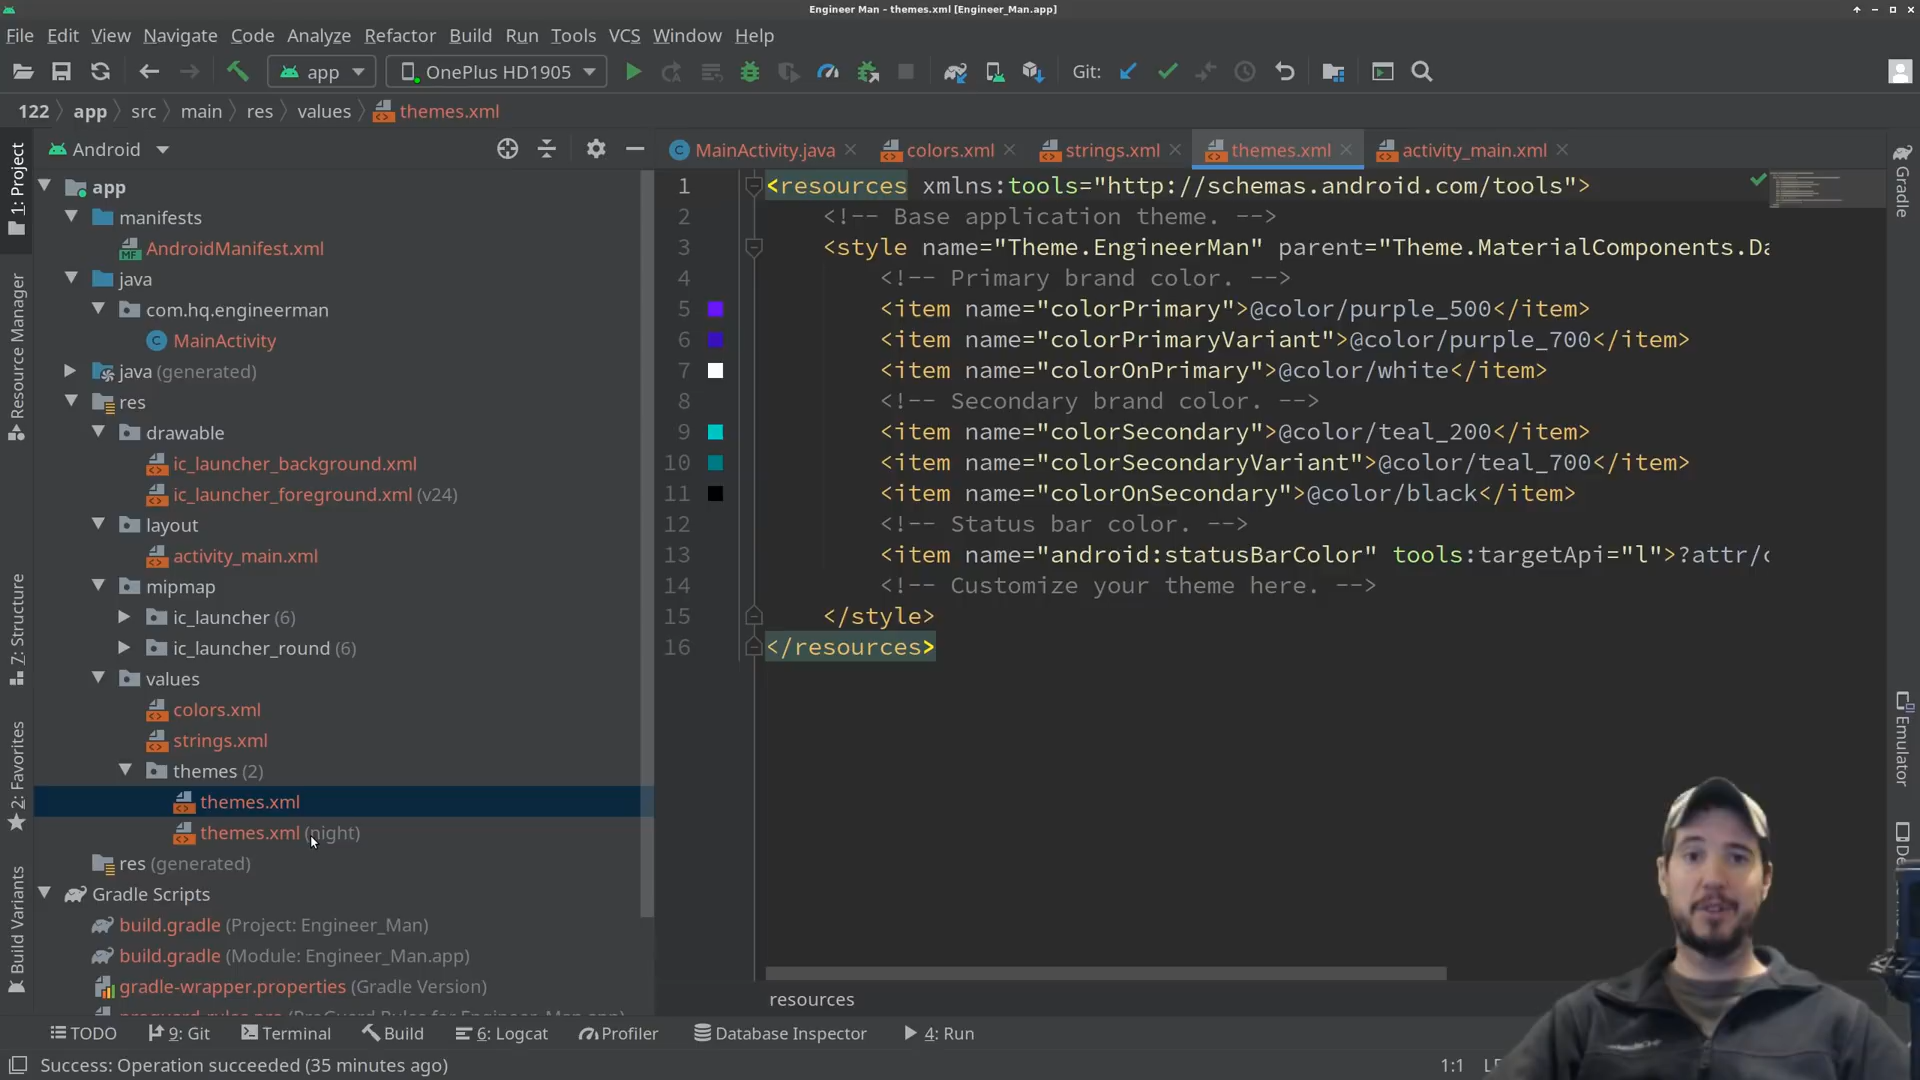 Engineer Man - themes.xml [Engineer_Man.app]
File Edit View Navigate Code Analyze Refactor Build Run Tools VCS Window Help
app OnePlus HD1905 Git:
122 app src main res values themes.xml
Android
MainActivity.java colors.xml strings.xml themes.xml activity_main.xml
1: Project
Resource Manager
Z: Structure
2: Favorites
Build Variants
app
manifests
AndroidManifest.xml
java
com.hq.engineerman
MainActivity
java (generated)
res
drawable
ic_launcher_background.xml
ic_launcher_foreground.xml (v24)
layout
activity_main.xml
mipmap
ic_launcher (6)
ic_launcher_round (6)
values
colors.xml
strings.xml
themes (2)
themes.xml
themes.xml (night)
res (generated)
Gradle Scripts
build.gradle (Project: Engineer_Man)
build.gradle (Module: Engineer_Man.app)
gradle-wrapper.properties (Gradle Version)
1 <resources xmlns:tools="http://schemas.android.com/tools">
2 <!-- Base application theme. -->
3 <style name="Theme.EngineerMan" parent="Theme.MaterialComponents.Da
4 <!-- Primary brand color. -->
5 <item name="colorPrimary">@color/purple_500</item>
6 <item name="colorPrimaryVariant">@color/purple_700</item>
7 <item name="colorOnPrimary">@color/white</item>
8 <!-- Secondary brand color. -->
9 <item name="colorSecondary">@color/teal_200</item>
10 <item name="colorSecondaryVariant">@color/teal_700</item>
11 <item name="colorOnSecondary">@color/black</item>
12 <!-- Status bar color. -->
13 <item name="android:statusBarColor" tools:targetApi="l">?attr/c
14 <!-- Customize your theme here. -->
15 </style>
16 </resources>
resources
Gradle
Emulator
TODO 9: Git Terminal Build 6: Logcat Profiler Database Inspector 4: Run
Success: Operation succeeded (35 minutes ago)
1:1